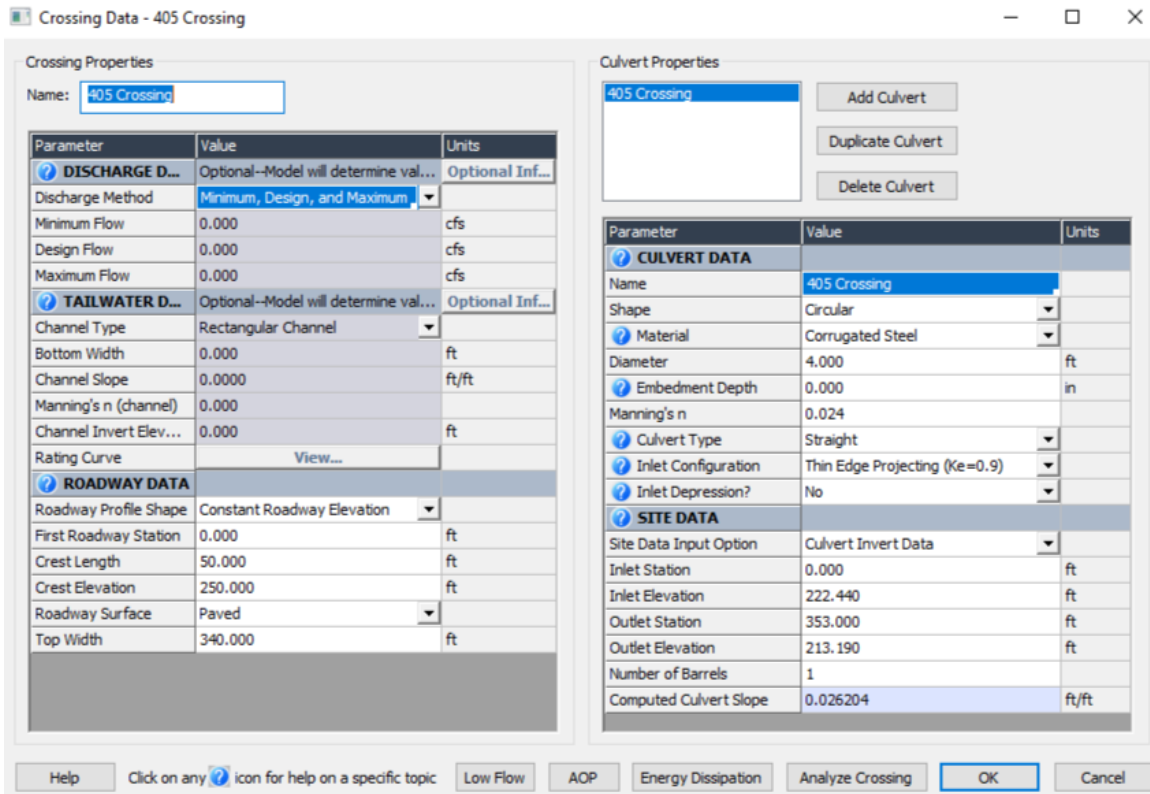 Crossing Data - 405 Crossing
Crossing Properties
Name: 405 Crossing
Parameter Value Units
DISCHARGE D... Optional--Model will determine val... Optional Inf...
Discharge Method Minimum, Design, and Maximum
Minimum Flow 0.000 cfs
Design Flow 0.000 cfs
Maximum Flow 0.000 cfs
TAILWATER D... Optional--Model will determine val... Optional Inf...
Channel Type Rectangular Channel
Bottom Width 0.000 ft
Channel Slope 0.0000 ft/ft
Manning's n (channel) 0.000
Channel Invert Elev... 0.000 ft
Rating Curve View...
ROADWAY DATA
Roadway Profile Shape Constant Roadway Elevation
First Roadway Station 0.000 ft
Crest Length 50.000 ft
Crest Elevation 250.000 ft
Roadway Surface Paved
Top Width 340.000 ft
Culvert Properties
405 Crossing
Add Culvert
Duplicate Culvert
Delete Culvert
Parameter Value Units
CULVERT DATA
Name 405 Crossing
Shape Circular
Material Corrugated Steel
Diameter 4.000 ft
Embedment Depth 0.000 in
Manning's n 0.024
Culvert Type Straight
Inlet Configuration Thin Edge Projecting (Ke=0.9)
Inlet Depression? No
SITE DATA
Site Data Input Option Culvert Invert Data
Inlet Station 0.000 ft
Inlet Elevation 222.440 ft
Outlet Station 353.000 ft
Outlet Elevation 213.190 ft
Number of Barrels 1
Computed Culvert Slope 0.026204 ft/ft
Help Click on any ? icon for help on a specific topic Low Flow AOP Energy Dissipation Analyze Crossing OK Cancel